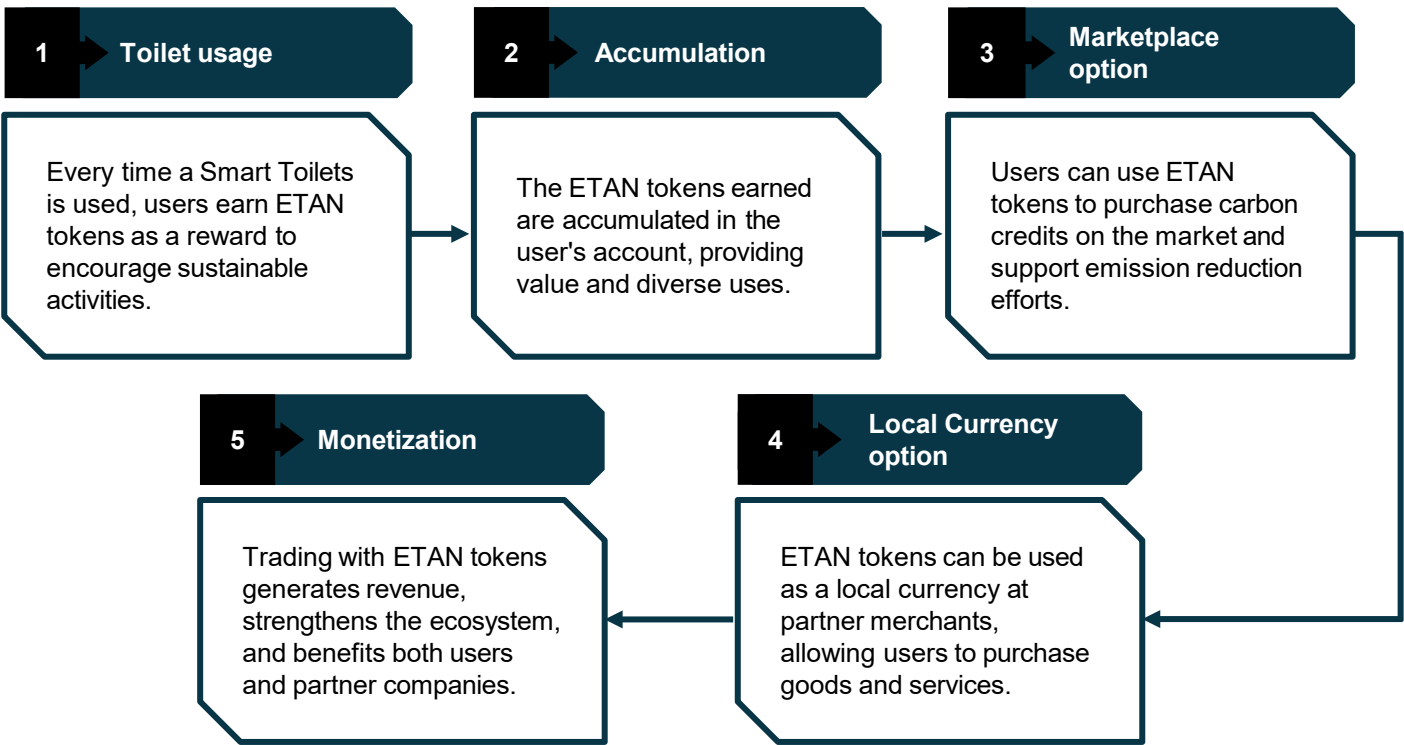 1
Toilet usage
Every time a Smart Toilets
is used, users earn ETAN
tokens as a reward to
encourage sustainable
activities.
2
Accumulation
The ETAN tokens earned
are accumulated in the
user's account, providing
value and diverse uses.
3
Marketplace
option
Users can use ETAN
tokens to purchase carbon
credits on the market and
support emission reduction
efforts.
4
Local Currency
option
ETAN tokens can be used
as a local currency at
partner merchants,
allowing users to purchase
goods and services.
5
Monetization
Trading with ETAN tokens
generates revenue,
strengthens the ecosystem,
and benefits both users
and partner companies.